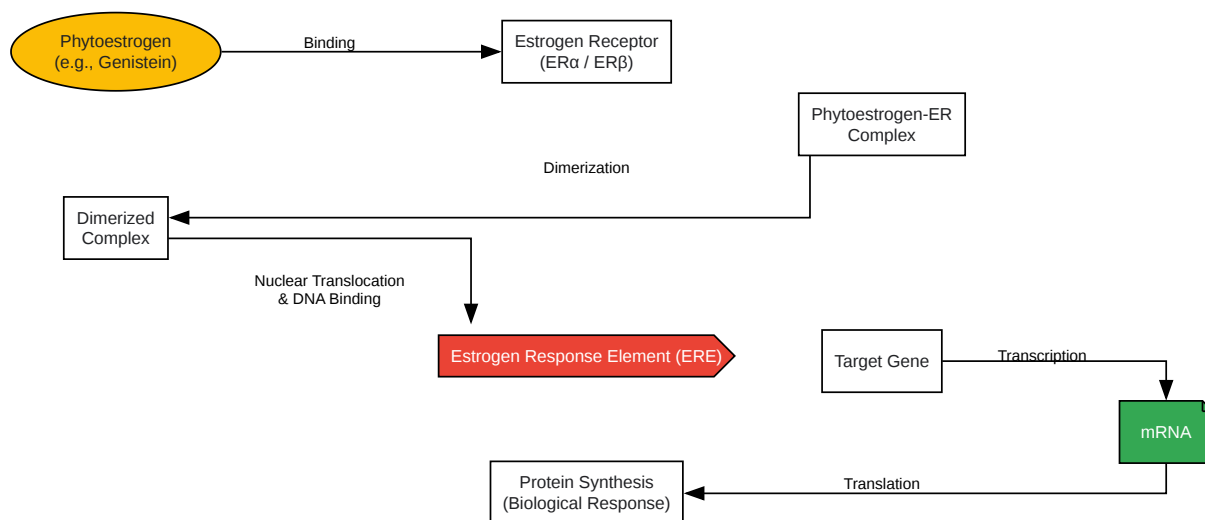 Phytoestrogen
(e.g., Genistein)
Binding
Estrogen Receptor
(ERα / ERβ)
Phytoestrogen-ER
Complex
Dimerization
Dimerized
Complex
Nuclear Translocation
& DNA Binding
Estrogen Response Element (ERE)
Target Gene
Transcription
mRNA
Translation
Protein Synthesis
(Biological Response)